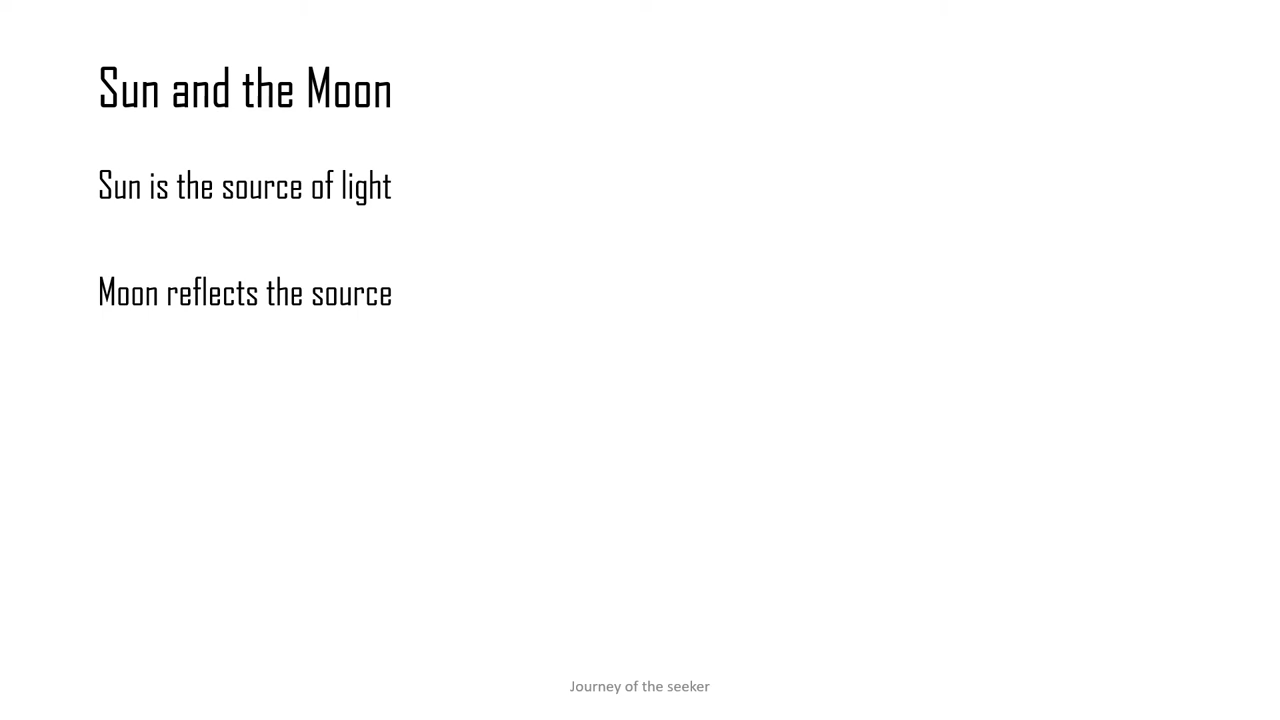 Sun and the Moon
Sun is the source of light
Moon reflects the source
Journey of the seeker